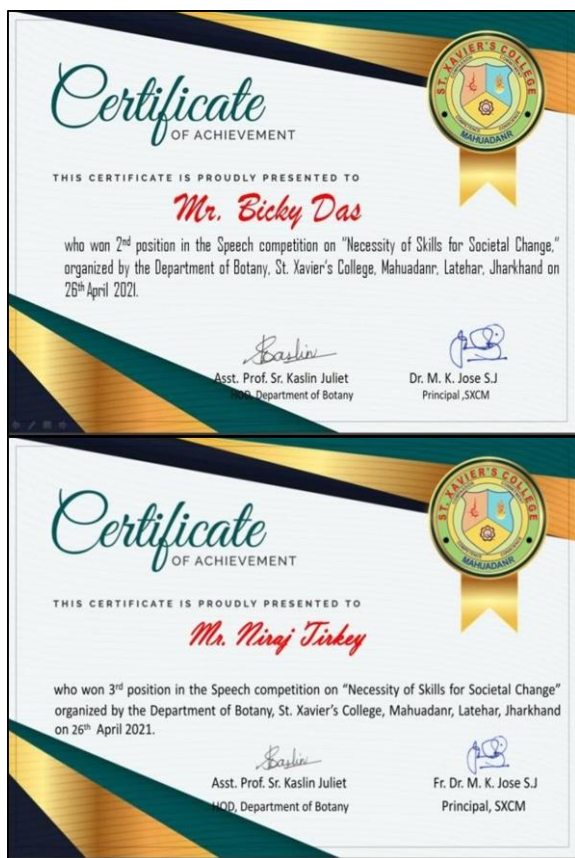 ST. XAVIER'S COLLEGE
MAHUADANR
Certificate
OF ACHIEVEMENT
THIS CERTIFICATE IS PROUDLY PRESENTED TO
Mr. Bicky Das
who won 2nd position in the Speech competition on "Necessity of Skills for Societal Change,"
organized by the Department of Botany, St. Xavier's College, Mahuadanr, Latehar, Jharkhand on
26th April 2021.
Asst. Prof. Sr. Kaslin Juliet
Dr. M. K. Jose S.J
HOD, Department of Botany
Principal ,SXCM
ST. XAVIER'S COLLEGE
MAHUADANR
Certificate
OF ACHIEVEMENT
THIS CERTIFICATE IS PROUDLY PRESENTED TO
Mr. Niraj Tirkey
who won 3rd position in the Speech competition on "Necessity of Skills for Societal Change"
organized by the Department of Botany, St. Xavier's College, Mahuadanr, Latehar, Jharkhand
on 26th April 2021.
Asst. Prof. Sr. Kaslin Juliet
Fr. Dr. M. K. Jose S.J
HOD, Department of Botany
Principal, SXCM